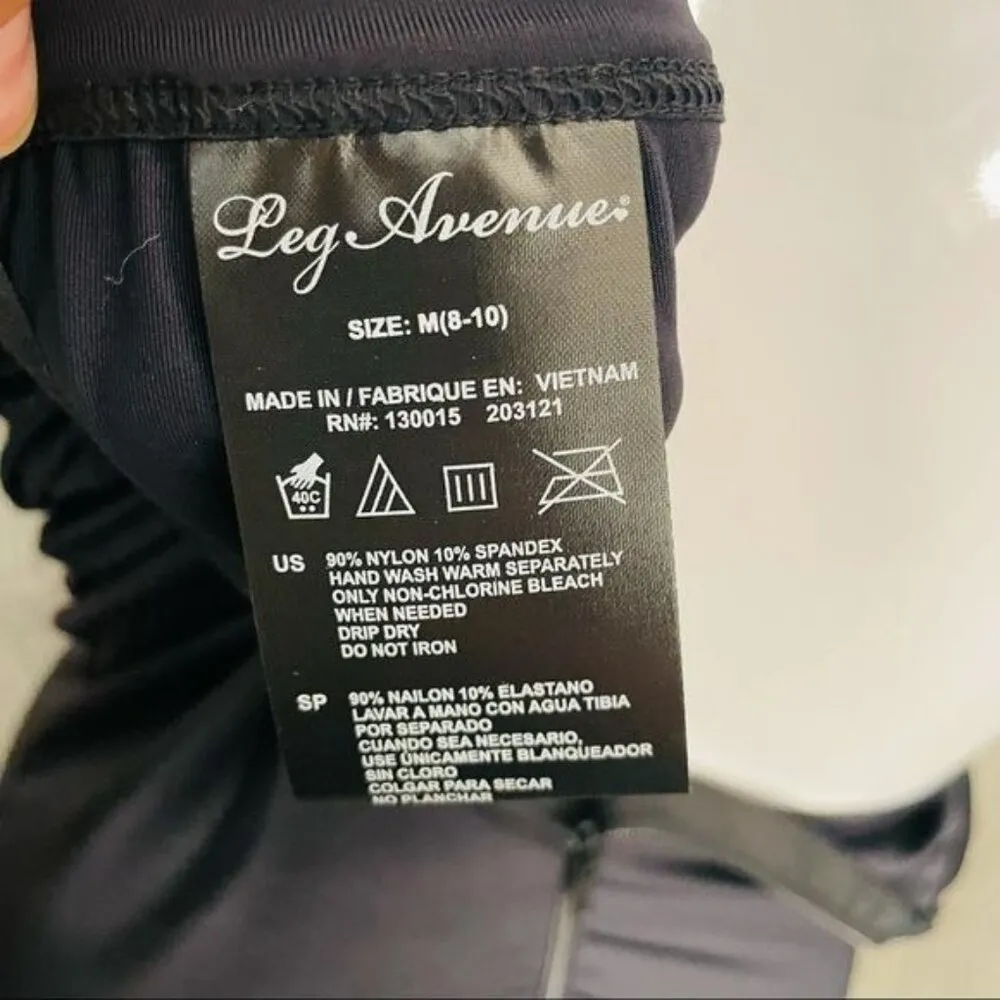 Leg Avenue
SIZE: M(8-10)
MADE IN / FABRIQUE EN: VIETNAM
RN#: 130015 203121
40C
US 90% NYLON 10% SPANDEX
HAND WASH WARM SEPARATELY
ONLY NON-CHLORINE BLEACH
WHEN NEEDED
DRIP DRY
DO NOT IRON
SP 90% NAILON 10% ELASTANO
LAVAR A MANO CON AGUA TIBIA
POR SEPARADO
CUANDO SEA NECESARIO,
USE ÚNICAMENTE BLANQUEADOR
SIN CLORO
COLGAR PARA SECAR
NO PLANCHAR